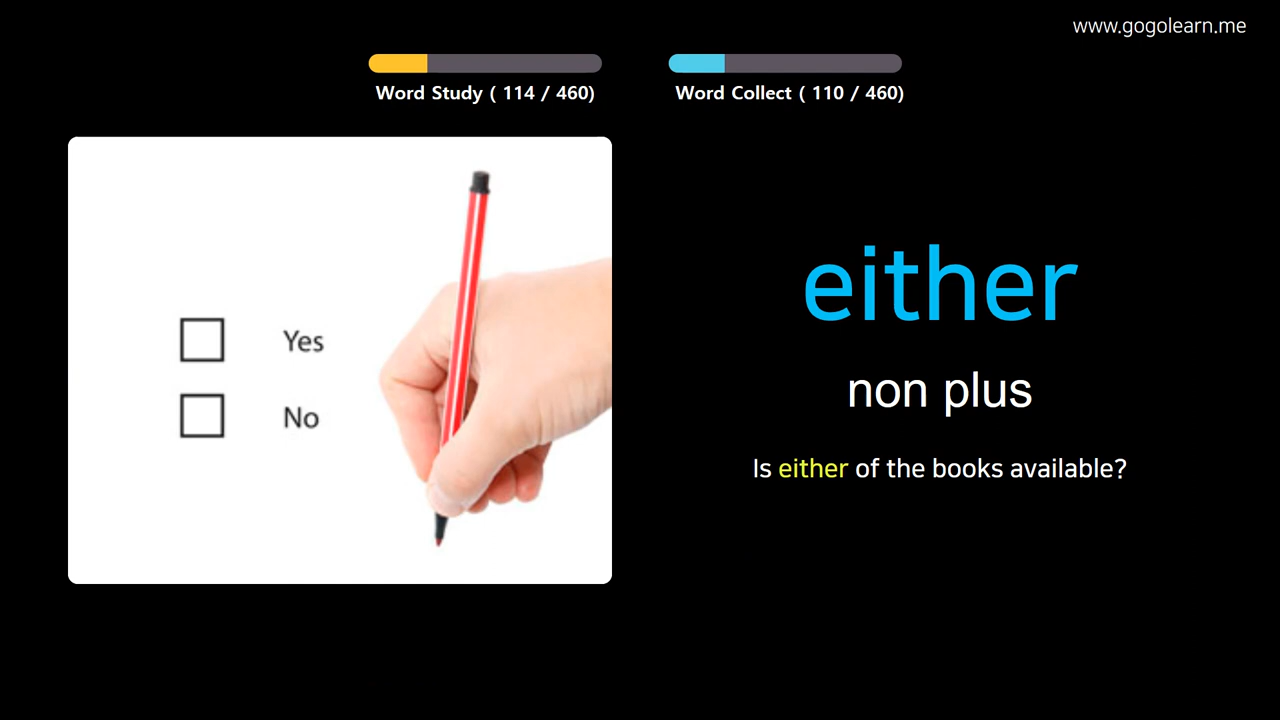 www.gogolearn.me
Word Study ( 114 / 460)
Word Collect ( 110 / 460)
Yes
No
either
non plus
Is either of the books available?